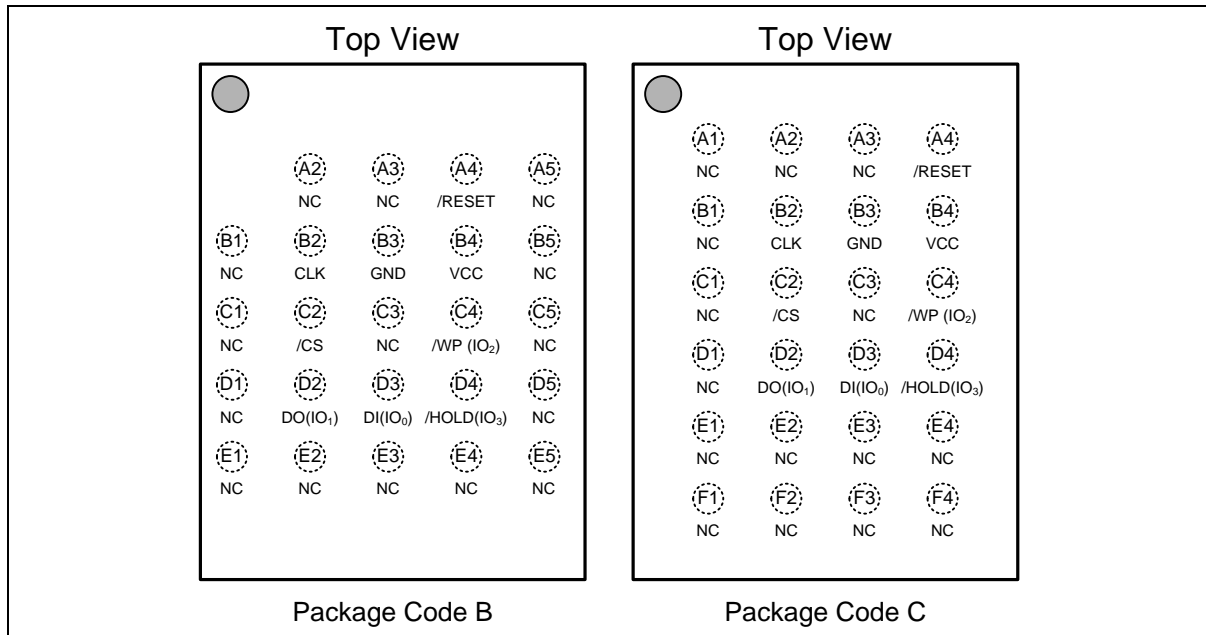 Top View
A2 A3 A4 A5
NC NC /RESET NC
B1 B2 B3 B4 B5
NC CLK GND VCC NC
C1 C2 C3 C4 C5
NC /CS NC /WP (IO₂) NC
D1 D2 D3 D4 D5
NC DO(IO₁) DI(IO₀) /HOLD(IO₃) NC
E1 E2 E3 E4 E5
NC NC NC NC NC
Package Code B
Top View
A1 A2 A3 A4
NC NC NC /RESET
B1 B2 B3 B4
NC CLK GND VCC
C1 C2 C3 C4
NC /CS NC /WP (IO₂)
D1 D2 D3 D4
NC DO(IO₁) DI(IO₀) /HOLD(IO₃)
E1 E2 E3 E4
NC NC NC NC
F1 F2 F3 F4
NC NC NC NC
Package Code C